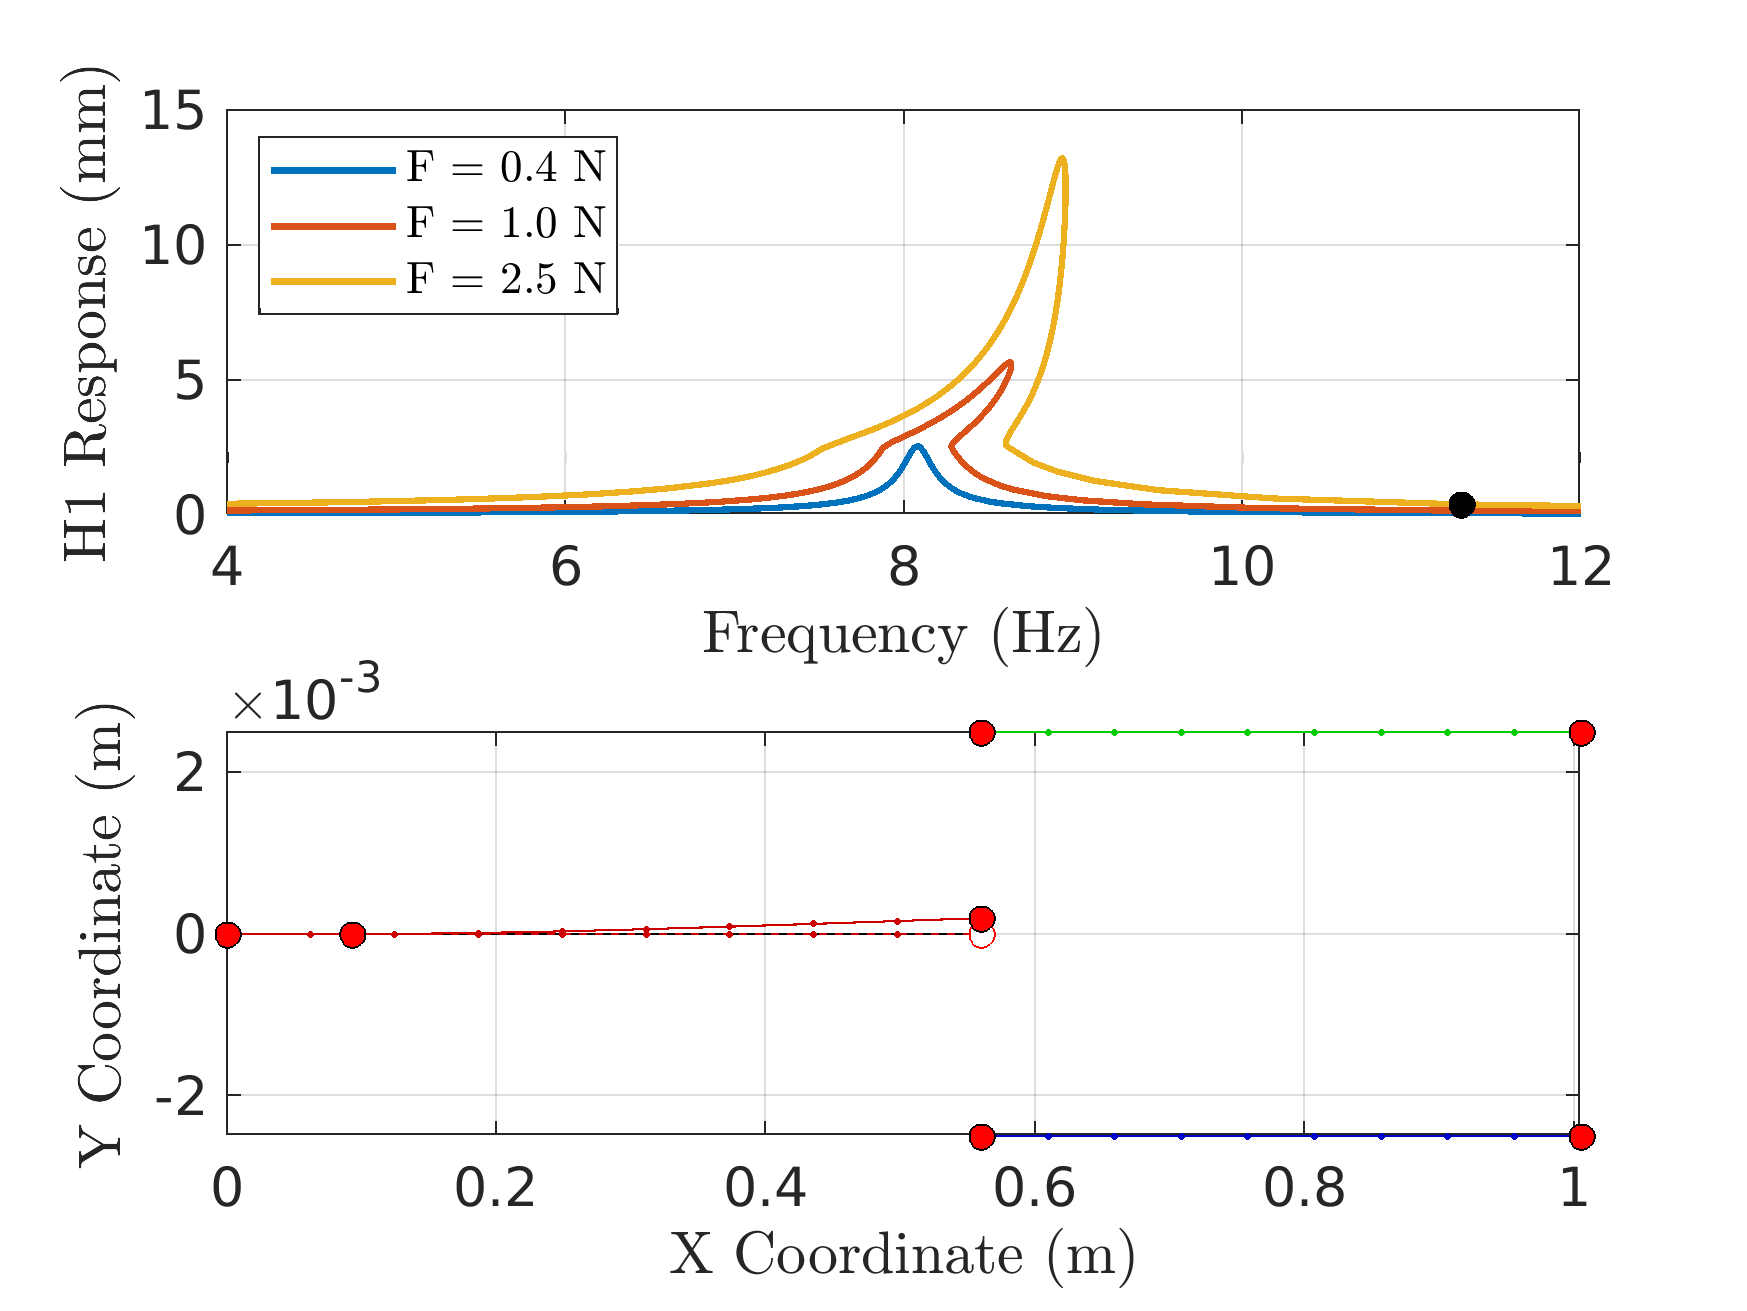 H1 Response (mm)
15
10
5
0
F = 0.4 N
F = 1.0 N
F = 2.5 N
4 6 8 10 12
Frequency (Hz)
×10-3
Y Coordinate (m)
2
0
-2
0 0.2 0.4 0.6 0.8 1
X Coordinate (m)